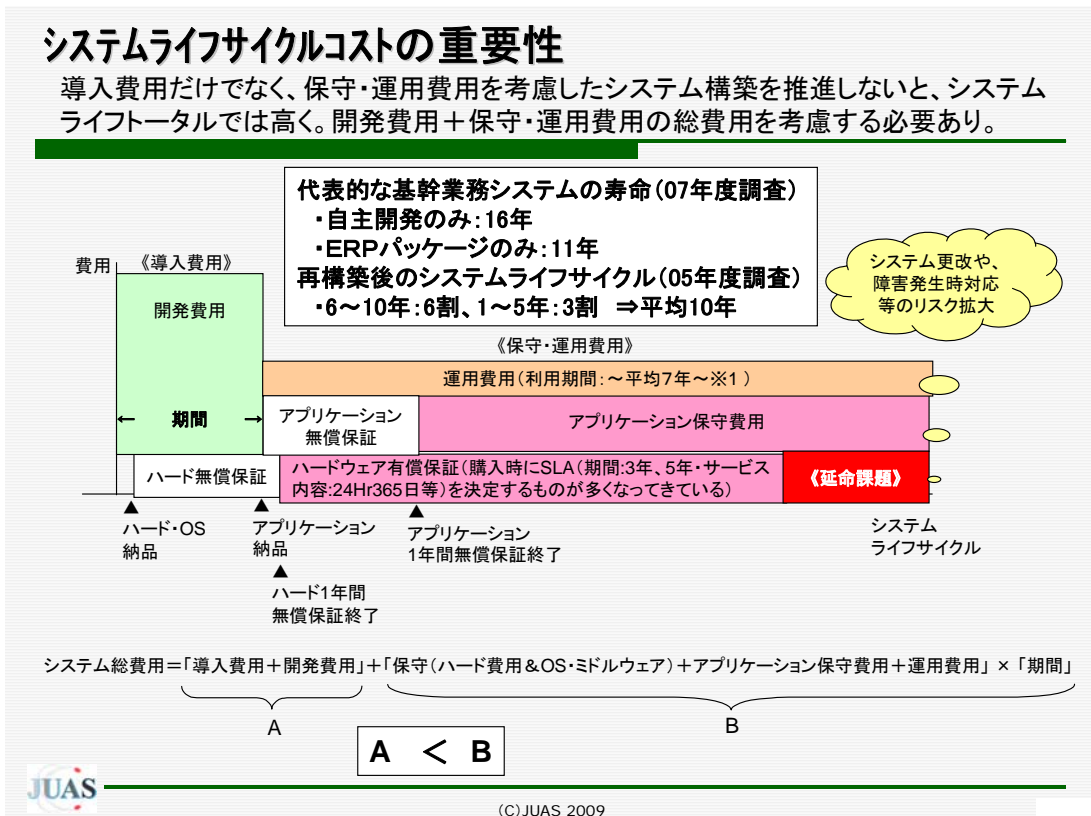 システムライフサイクルコストの重要性
導入費用だけでなく、保守・運用費用を考慮したシステム構築を推進しないと、システム
ライフトータルでは高く。開発費用＋保守・運用費用の総費用を考慮する必要あり。
代表的な基幹業務システムの寿命（07年度調査）
・自主開発のみ：16年
・ERPパッケージのみ：11年
再構築後のシステムライフサイクル（05年度調査）
・6～10年：6割、1～5年：3割　⇒平均10年
システム更改や、
障害発生時対応
等のリスク拡大
費用
《導入費用》
開発費用
《保守・運用費用》
運用費用（利用期間：～平均7年～※1 ）
← 期間 →
アプリケーション
無償保証
アプリケーション保守費用
ハード無償保証
ハードウェア有償保証（購入時にSLA（期間：3年、5年・サービス
内容：24Hr365日等）を決定するものが多くなってきている）
《延命課題》
▲
ハード・OS
納品
▲
アプリケーション
納品
▲
アプリケーション
1年間無償保証終了
システム
ライフサイクル
▲
ハード1年間
無償保証終了
システム総費用＝「導入費用＋開発費用」＋「保守（ハード費用＆OS・ミドルウェア）＋アプリケーション保守費用＋運用費用」 × 「期間」
A
B
A ＜ B
JUAS
(C)JUAS 2009